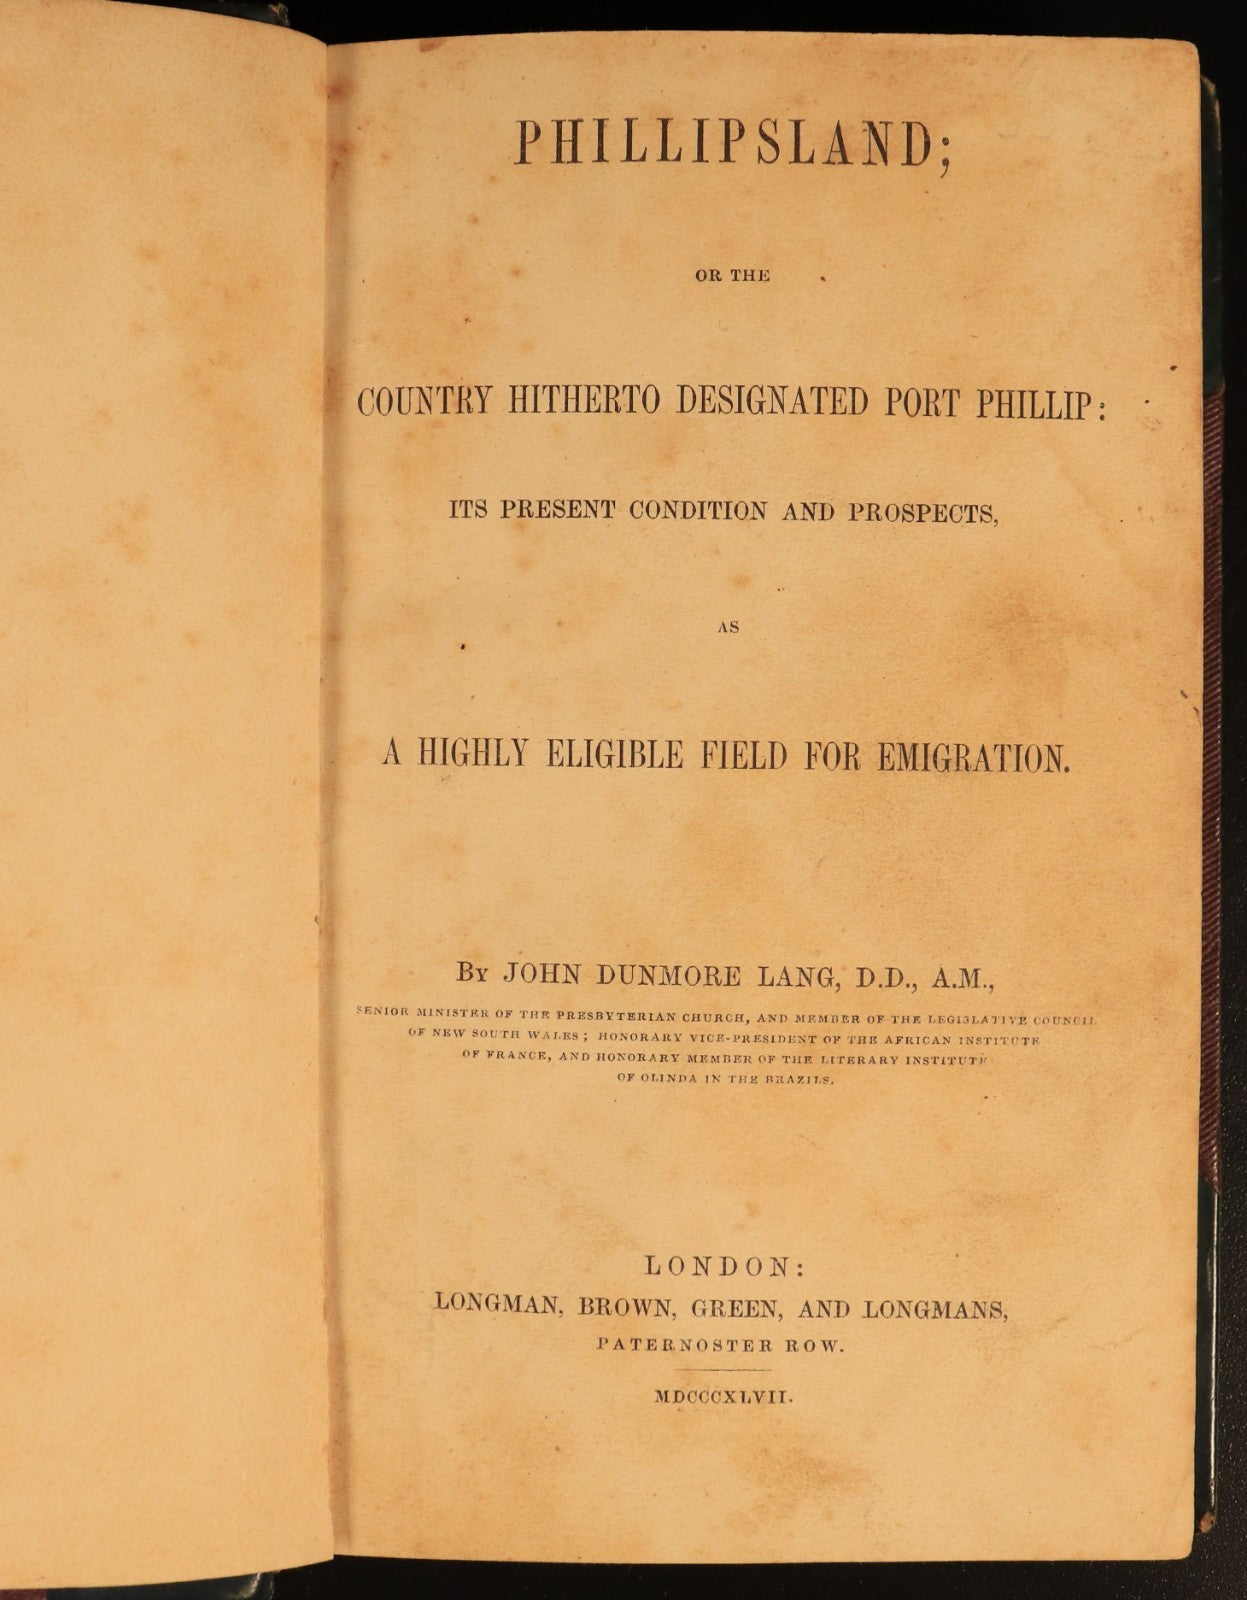 PHILLIPSLAND;
OR THE
COUNTRY HITHERTO DESIGNATED PORT PHILLIP:
ITS PRESENT CONDITION AND PROSPECTS,
AS
A HIGHLY ELIGIBLE FIELD FOR EMIGRATION.
By JOHN DUNMORE LANG, D.D., A.M.,
SENIOR MINISTER OF THE PRESBYTERIAN CHURCH, AND MEMBER OF THE LEGISLATIVE COUNCIL
OF NEW SOUTH WALES; HONORARY VICE-PRESIDENT OF THE AFRICAN INSTITUTE
OF FRANCE, AND HONORARY MEMBER OF THE LITERARY INSTITUTE
OF OLINDA IN THE BRAZILS.
LONDON:
LONGMAN, BROWN, GREEN, AND LONGMANS,
PATERNOSTER ROW.
MDCCCXLVII.